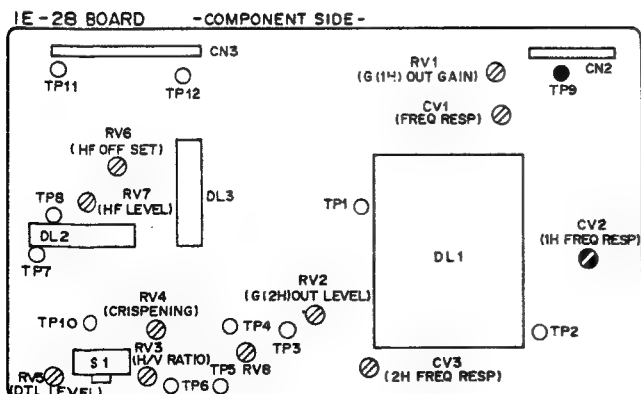 IE-28 BOARD -COMPONENT SIDE-
CN3
CN2
TP11
TP12
RV1
(G(1H) OUT GAIN)
TP9
CV1
(FREQ RESP)
RV6
(HF OFF SET)
RV7
(HF LEVEL)
TP8
DL3
DL2
TP7
TP1
DL1
CV2
(1H FREQ RESP)
RV2
(G(2H)OUT LEVEL)
RV4
(CRISPENING)
TP10
TP4
TP3
TP2
S1
RV3
(H/V RATIO)
RV8
RV5
(DTL LEVEL)
TP6
TP5
CV3
(2H FREQ RESP)